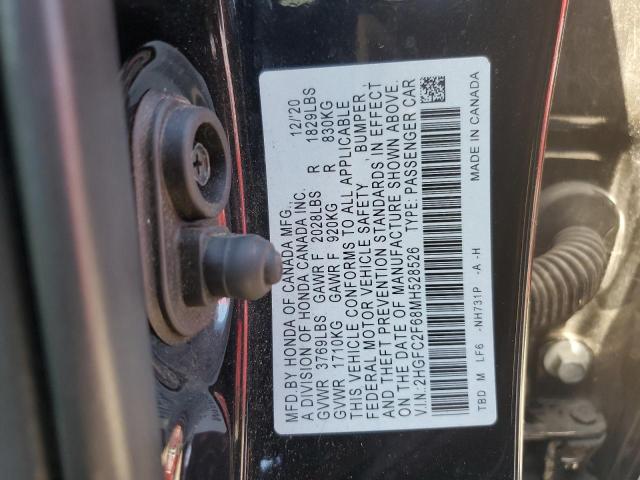 MFD.BY HONDA OF CANADA MFG., 12/'20
A DIVISION OF HONDA CANADA INC.
GVWR 3769LBS GAWR F 2028LBS R 1829LBS
GVWR 1710KG GAWR F 920KG R 830KG
THIS VEHICLE CONFORMS TO ALL APPLICABLE
FEDERAL MOTOR VEHICLE SAFETY , BUMPER,
AND THEFT PREVENTION STANDARDS IN EFFECT
ON THE DATE OF MANUFACTURE SHOWN ABOVE.
V.I.N.:2HGFC2F68MH528526 TYPE: PASSENGER CAR
TBD M LF6 -NH731P -A -H MADE IN CANADA